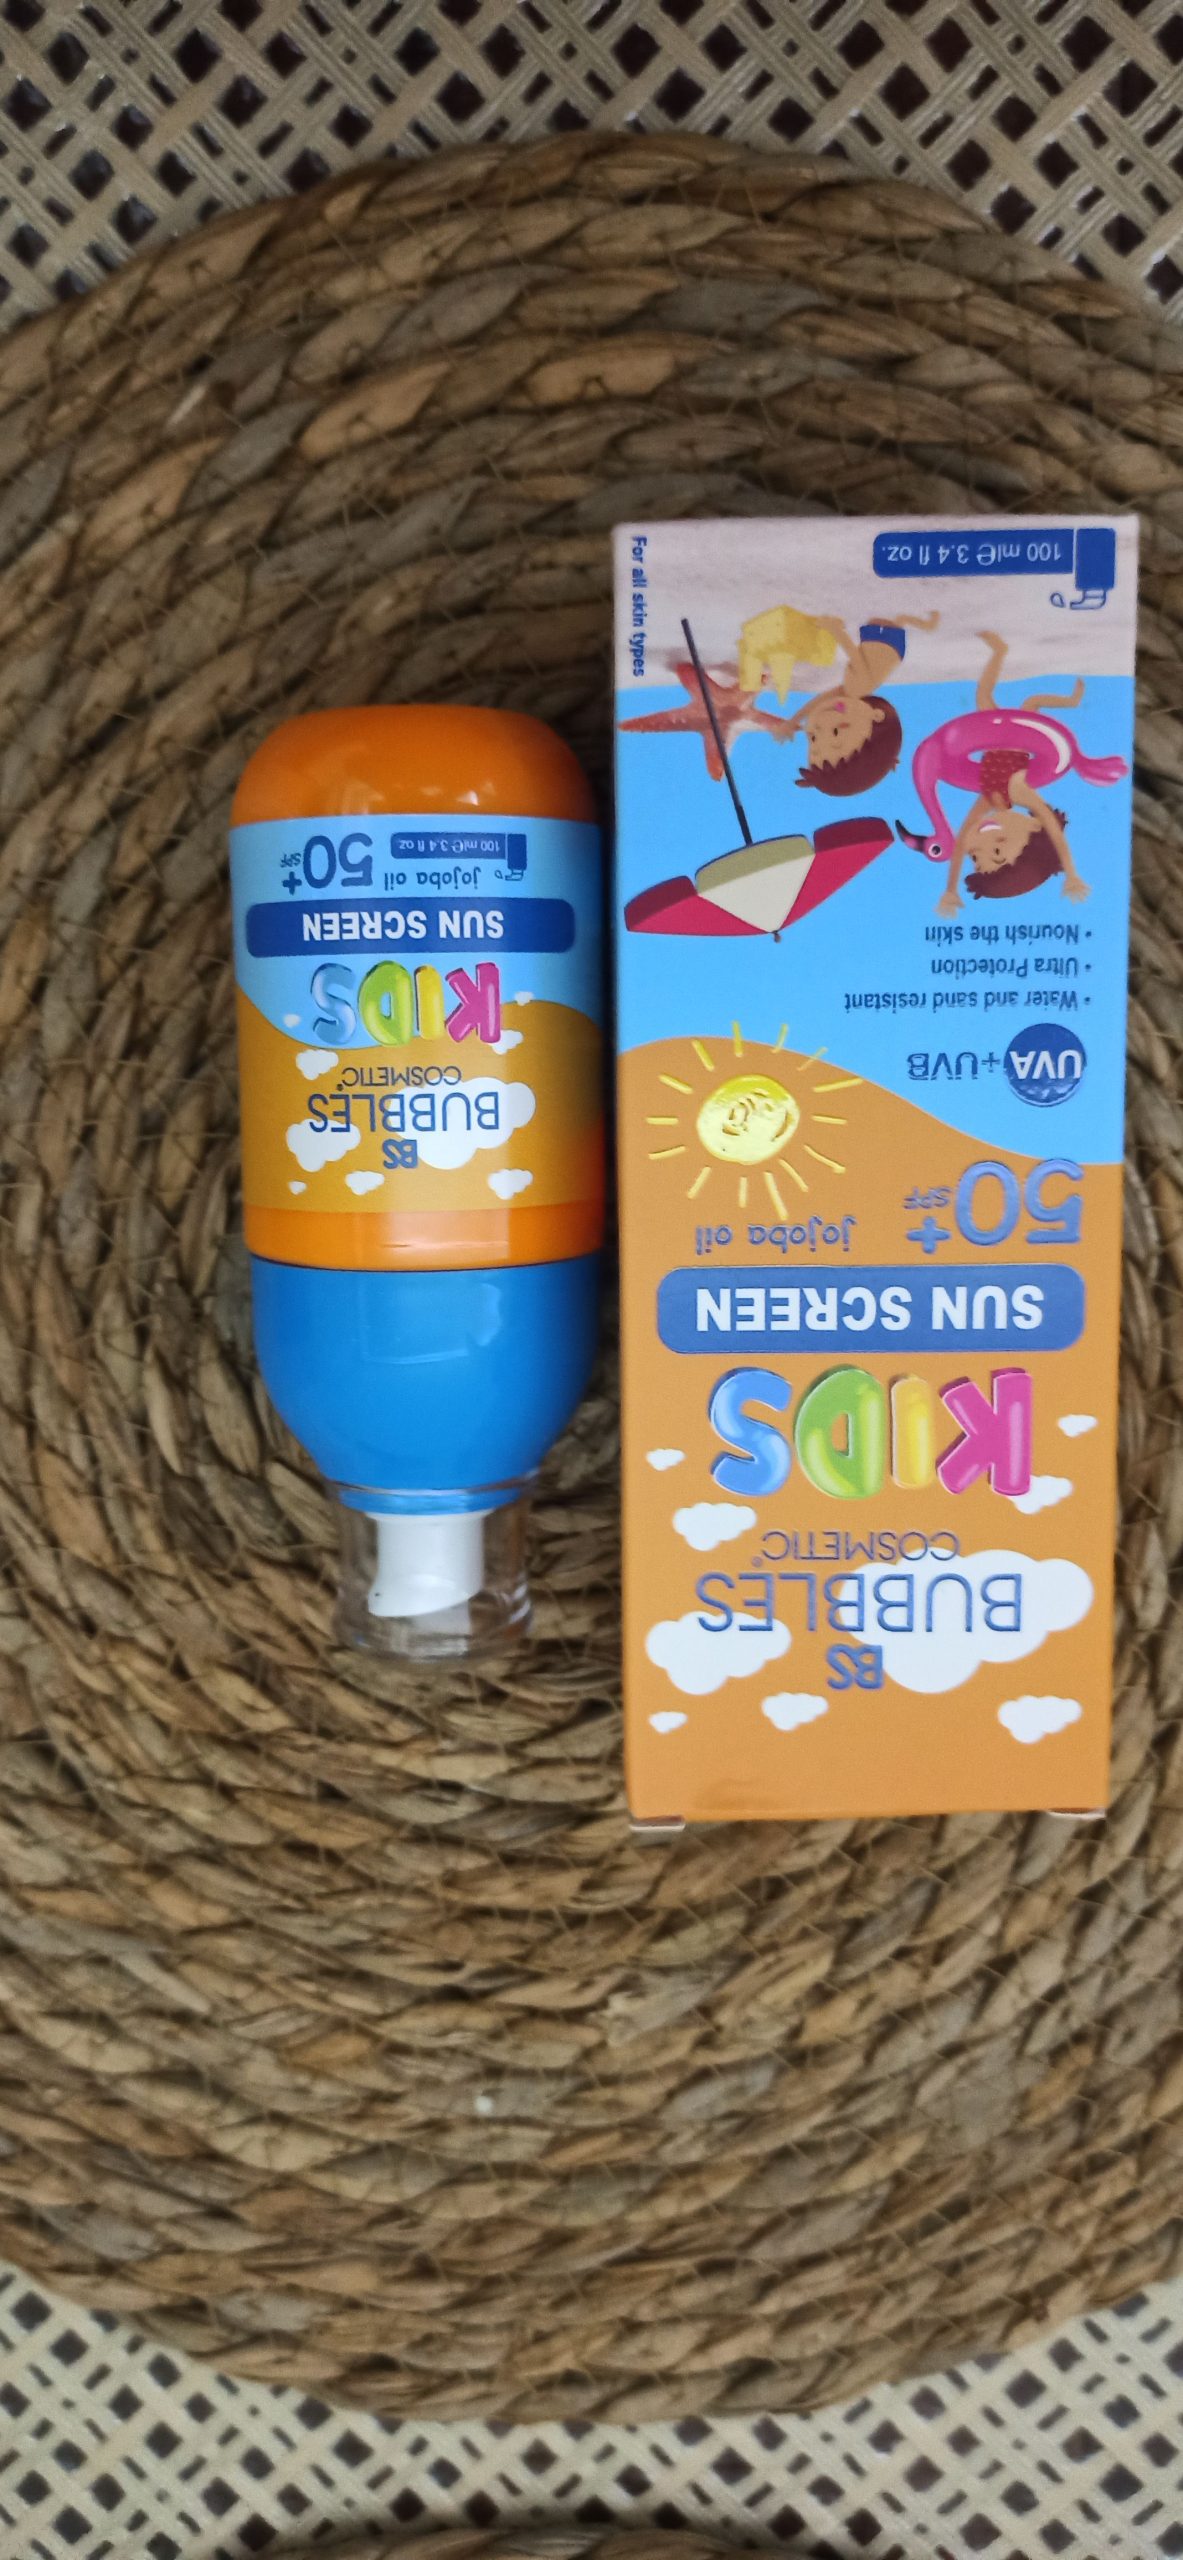 BS
BUBBLES
COSMETIC®
KIDS
SUN SCREEN
50+ SPF
jojoba oil
UVA+UVB
• Water and sand resistant
• Ultra Protection
• Nourish the skin
100 ml℮ 3.4 fl oz.
For all skin types
BS
BUBBLES
COSMETIC®
KIDS
SUN SCREEN
jojoba oil
50+ SPF
100 ml℮ 3.4 fl oz.